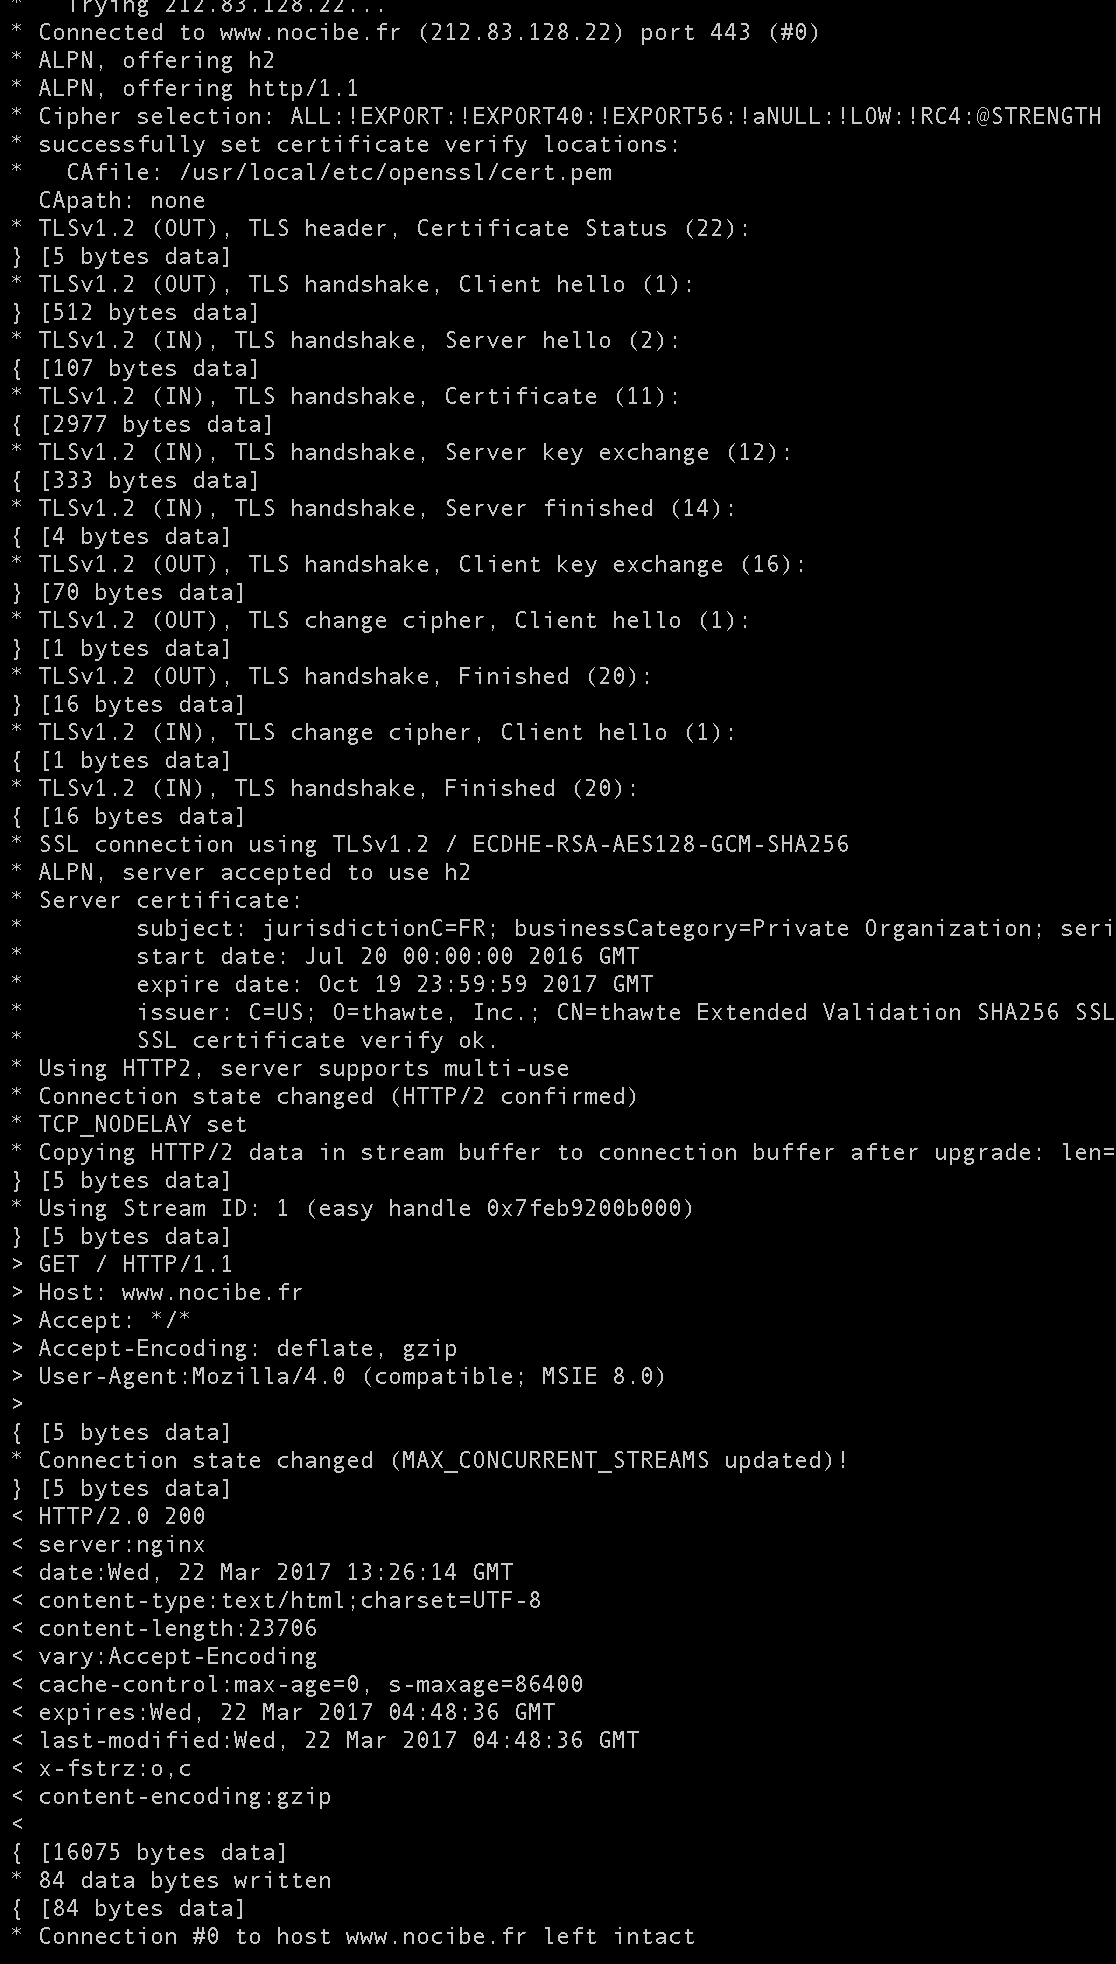 *   Trying 212.83.128.22...
* Connected to www.nocibe.fr (212.83.128.22) port 443 (#0)
* ALPN, offering h2
* ALPN, offering http/1.1
* Cipher selection: ALL:!EXPORT:!EXPORT40:!EXPORT56:!aNULL:!LOW:!RC4:@STRENGTH
* successfully set certificate verify locations:
*   CAfile: /usr/local/etc/openssl/cert.pem
  CApath: none
* TLSv1.2 (OUT), TLS header, Certificate Status (22):
} [5 bytes data]
* TLSv1.2 (OUT), TLS handshake, Client hello (1):
} [512 bytes data]
* TLSv1.2 (IN), TLS handshake, Server hello (2):
{ [107 bytes data]
* TLSv1.2 (IN), TLS handshake, Certificate (11):
{ [2977 bytes data]
* TLSv1.2 (IN), TLS handshake, Server key exchange (12):
{ [333 bytes data]
* TLSv1.2 (IN), TLS handshake, Server finished (14):
{ [4 bytes data]
* TLSv1.2 (OUT), TLS handshake, Client key exchange (16):
} [70 bytes data]
* TLSv1.2 (OUT), TLS change cipher, Client hello (1):
} [1 bytes data]
* TLSv1.2 (OUT), TLS handshake, Finished (20):
} [16 bytes data]
* TLSv1.2 (IN), TLS change cipher, Client hello (1):
{ [1 bytes data]
* TLSv1.2 (IN), TLS handshake, Finished (20):
{ [16 bytes data]
* SSL connection using TLSv1.2 / ECDHE-RSA-AES128-GCM-SHA256
* ALPN, server accepted to use h2
* Server certificate:
*        subject: jurisdictionC=FR; businessCategory=Private Organization; seri
*        start date: Jul 20 00:00:00 2016 GMT
*        expire date: Oct 19 23:59:59 2017 GMT
*        issuer: C=US; O=thawte, Inc.; CN=thawte Extended Validation SHA256 SSL
*        SSL certificate verify ok.
* Using HTTP2, server supports multi-use
* Connection state changed (HTTP/2 confirmed)
* TCP_NODELAY set
* Copying HTTP/2 data in stream buffer to connection buffer after upgrade: len=
} [5 bytes data]
* Using Stream ID: 1 (easy handle 0x7feb9200b000)
} [5 bytes data]
> GET / HTTP/1.1
> Host: www.nocibe.fr
> Accept: */*
> Accept-Encoding: deflate, gzip
> User-Agent:Mozilla/4.0 (compatible; MSIE 8.0)
>
{ [5 bytes data]
* Connection state changed (MAX_CONCURRENT_STREAMS updated)!
} [5 bytes data]
< HTTP/2.0 200
< server:nginx
< date:Wed, 22 Mar 2017 13:26:14 GMT
< content-type:text/html;charset=UTF-8
< content-length:23706
< vary:Accept-Encoding
< cache-control:max-age=0, s-maxage=86400
< expires:Wed, 22 Mar 2017 04:48:36 GMT
< last-modified:Wed, 22 Mar 2017 04:48:36 GMT
< x-fstrz:o,c
< content-encoding:gzip
<
{ [16075 bytes data]
* 84 data bytes written
{ [84 bytes data]
* Connection #0 to host www.nocibe.fr left intact